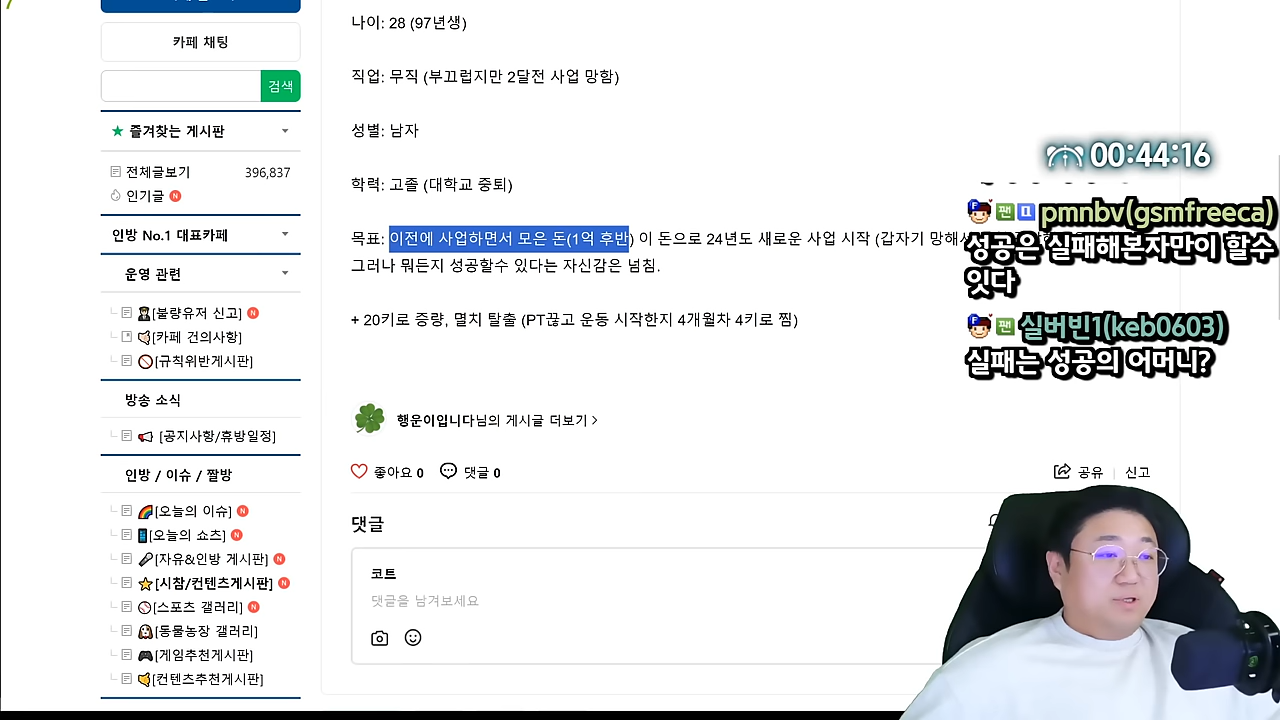 카페 채팅
검색
★ 즐겨찾는 게시판
전체글보기 396,837
인기글 N
인방 No.1 대표카페
운영 관련
[불량유저 신고] N
[카페 건의사항]
[규칙위반게시판]
방송 소식
[공지사항/휴방일정]
인방 / 이슈 / 짤방
[오늘의 이슈] N
[오늘의 쇼츠] N
[자유&인방 게시판] N
[시참/컨텐츠게시판] N
[스포츠 갤러리] N
[동물농장 갤러리]
[게임추천게시판]
[컨텐츠추천게시판]
나이: 28 (97년생)
직업: 무직 (부끄럽지만 2달전 사업 망함)
성별: 남자
학력: 고졸 (대학교 중퇴)
목표: 이전에 사업하면서 모은 돈(1억 후반) 이 돈으로 24년도 새로운 사업 시작 (갑자기 망해서
그러나 뭐든지 성공할수 있다는 자신감은 넘침.
+ 20키로 증량, 멸치 탈출 (PT끊고 운동 시작한지 4개월차 4키로 찜)
행운이입니다님의 게시글 더보기 >
좋아요 0 댓글 0
공유 | 신고
댓글
코트
댓글을 남겨보세요
00:44:16
F 팬 pmnbv(gsmfreeca)
성공은 실패해본자만이 할수
잇다
F 팬 실버빈1(keb0603)
실패는 성공의 어머니?